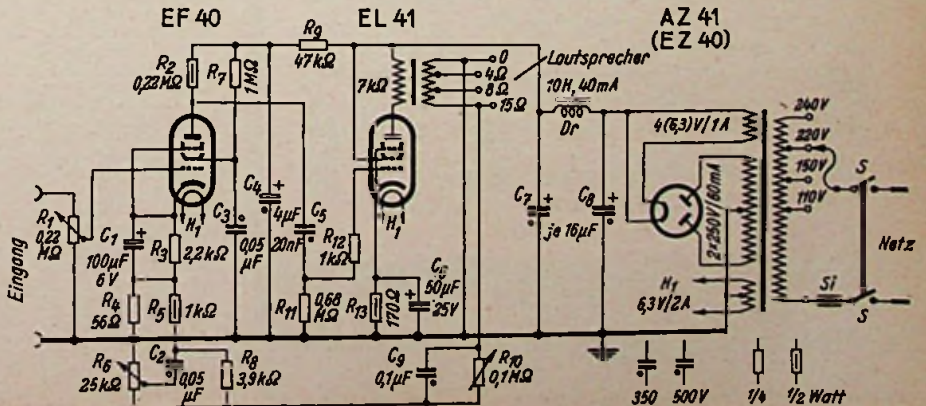 EF 40
EL 41
AZ 41
(EZ 40)
R2
0,22MΩ
R7
1MΩ
R9
47kΩ
7kΩ
0
4Ω
8Ω
15Ω
Lautsprecher
10H, 40mA
Dr
4(6,3)V/1A
240V
220V
150V
110V
S
Netz
S
Si
2×250V/60mA
H1
6,3V/2A
Eingang
R1
0,22
MΩ
C1
100µF
6V
H1
R3
2,2kΩ
C3
0,05
µF
C4
4µF
C5
20nF
R12
1kΩ
H1
C6
50µF
25V
C7
C8
je 16µF
R4
56Ω
R5
1kΩ
R11
0,68
MΩ
R13
170Ω
R6
25kΩ
C2
0,05
µF
R8
3,9kΩ
C9
0,1µF
R10
0,1MΩ
350
500V
1/4
1/2 Watt